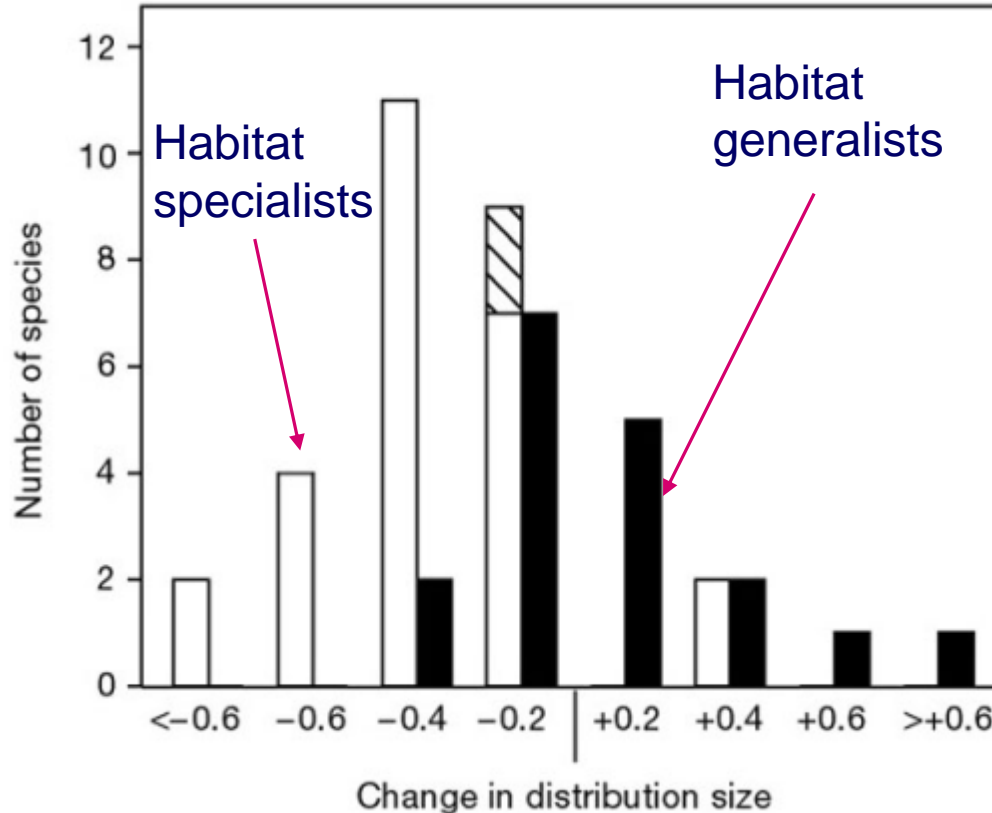 Habitat
specialists
Habitat
generalists
Number of species
12
10
8
6
4
2
0
<−0.6 −0.6 −0.4 −0.2 +0.2 +0.4 +0.6 >+0.6
Change in distribution size